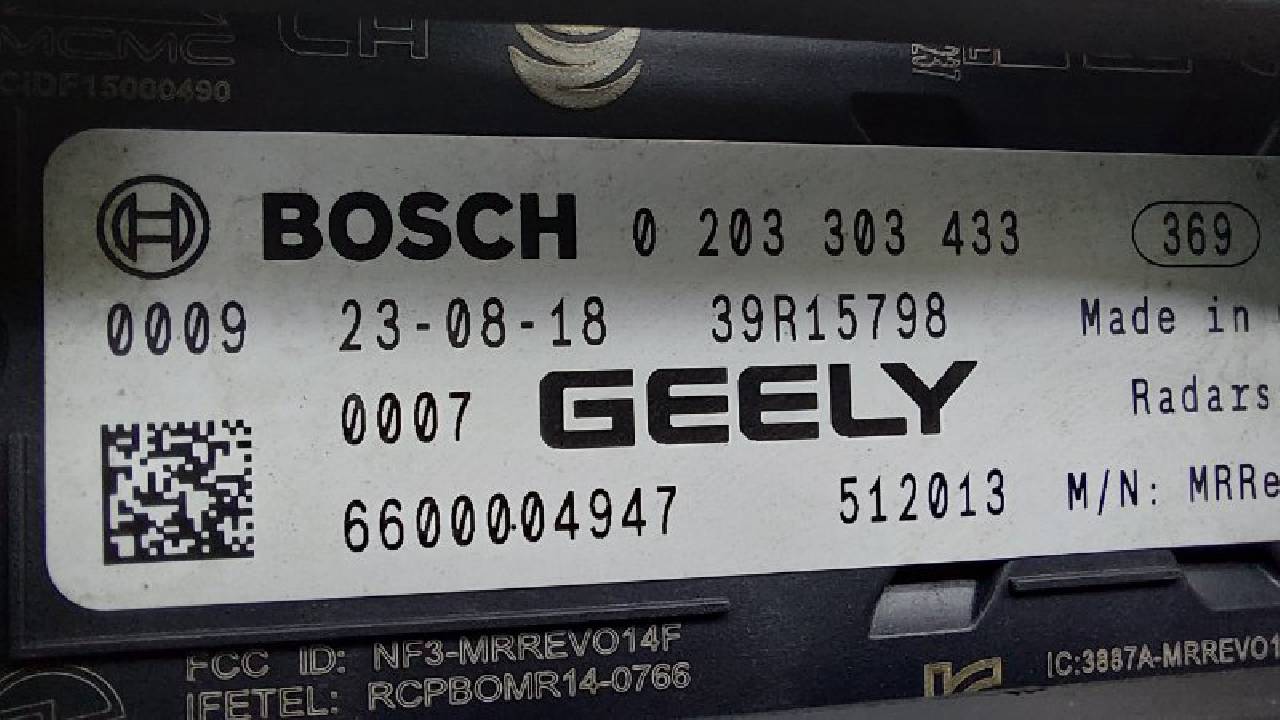 MCMC
CIDF15000490
BOSCH 0 203 303 433 369
0009 23-08-18 39R15798 Made in
0007 GEELY Radars
6600004947 512013 M/N: MRRe
FCC ID: NF3-MRREVO14F
IFETEL: RCPBOMR14-0766
IC:3887A-MRREVO1